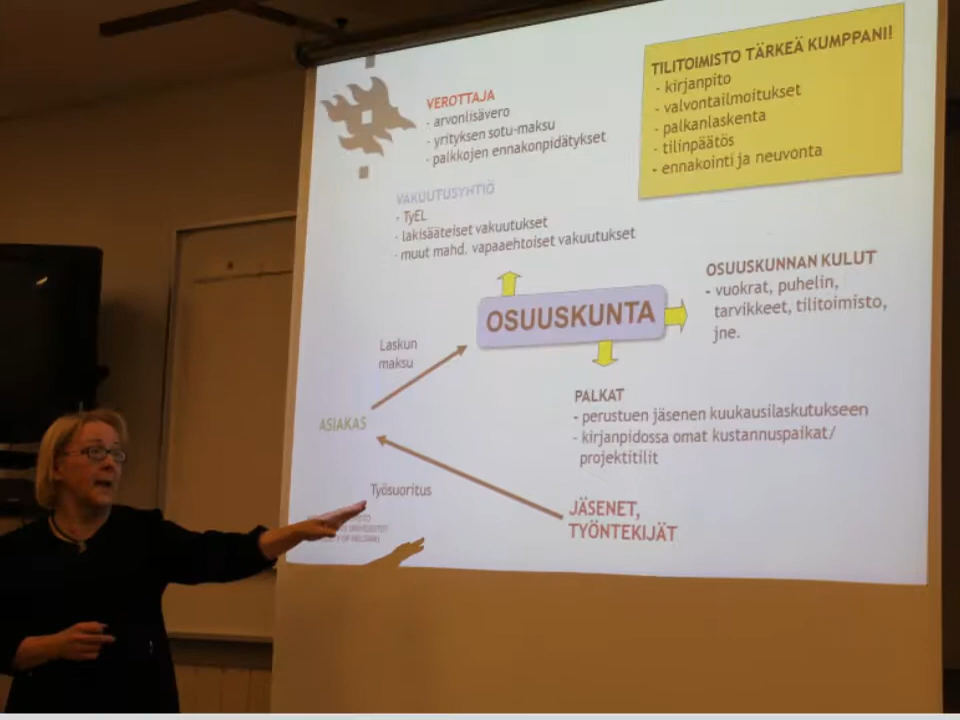 VEROTTAJA
- arvonlisävero
- yrityksen sotu-maksu
- palkkojen ennakonpidätykset
TILITOIMISTO TÄRKEÄ KUMPPANI!
- kirjanpito
- valvontailmoitukset
- palkanlaskenta
- tilinpäätös
- ennakointi ja neuvonta
VAKUUTUSYHTIÖ
- TyEL
- lakisääteiset vakuutukset
- muut mahd. vapaaehtoiset vakuutukset
OSUUSKUNTA
OSUUSKUNNAN KULUT
- vuokrat, puhelin,
tarvikkeet, tilitoimisto,
jne.
Laskun
maksu
ASIAKAS
PALKAT
- perustuen jäsenen kuukausilaskutukseen
- kirjanpidossa omat kustannuspaikat/
projektitilit
Työsuoritus
JÄSENET,
TYÖNTEKIJÄT
OF HELSINKI